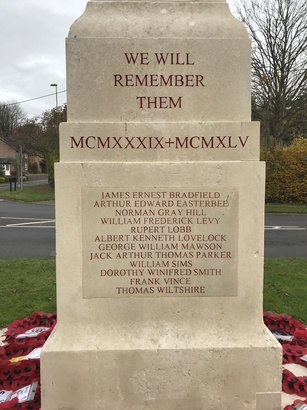 WE WILL
REMEMBER
THEM
MCMXXXIX+MCMXLV
JAMES ERNEST BRADFIELD
ARTHUR EDWARD EASTERBEE
NORMAN GRAY HILL
WILLIAM FREDERICK LEVY
RUPERT LOBB
ALBERT KENNETH LOVELOCK
GEORGE WILLIAM MAWSON
JACK ARTHUR THOMAS PARKER
WILLIAM SIMS
DOROTHY WINIFRED SMITH
FRANK VINCE
THOMAS WILTSHIRE